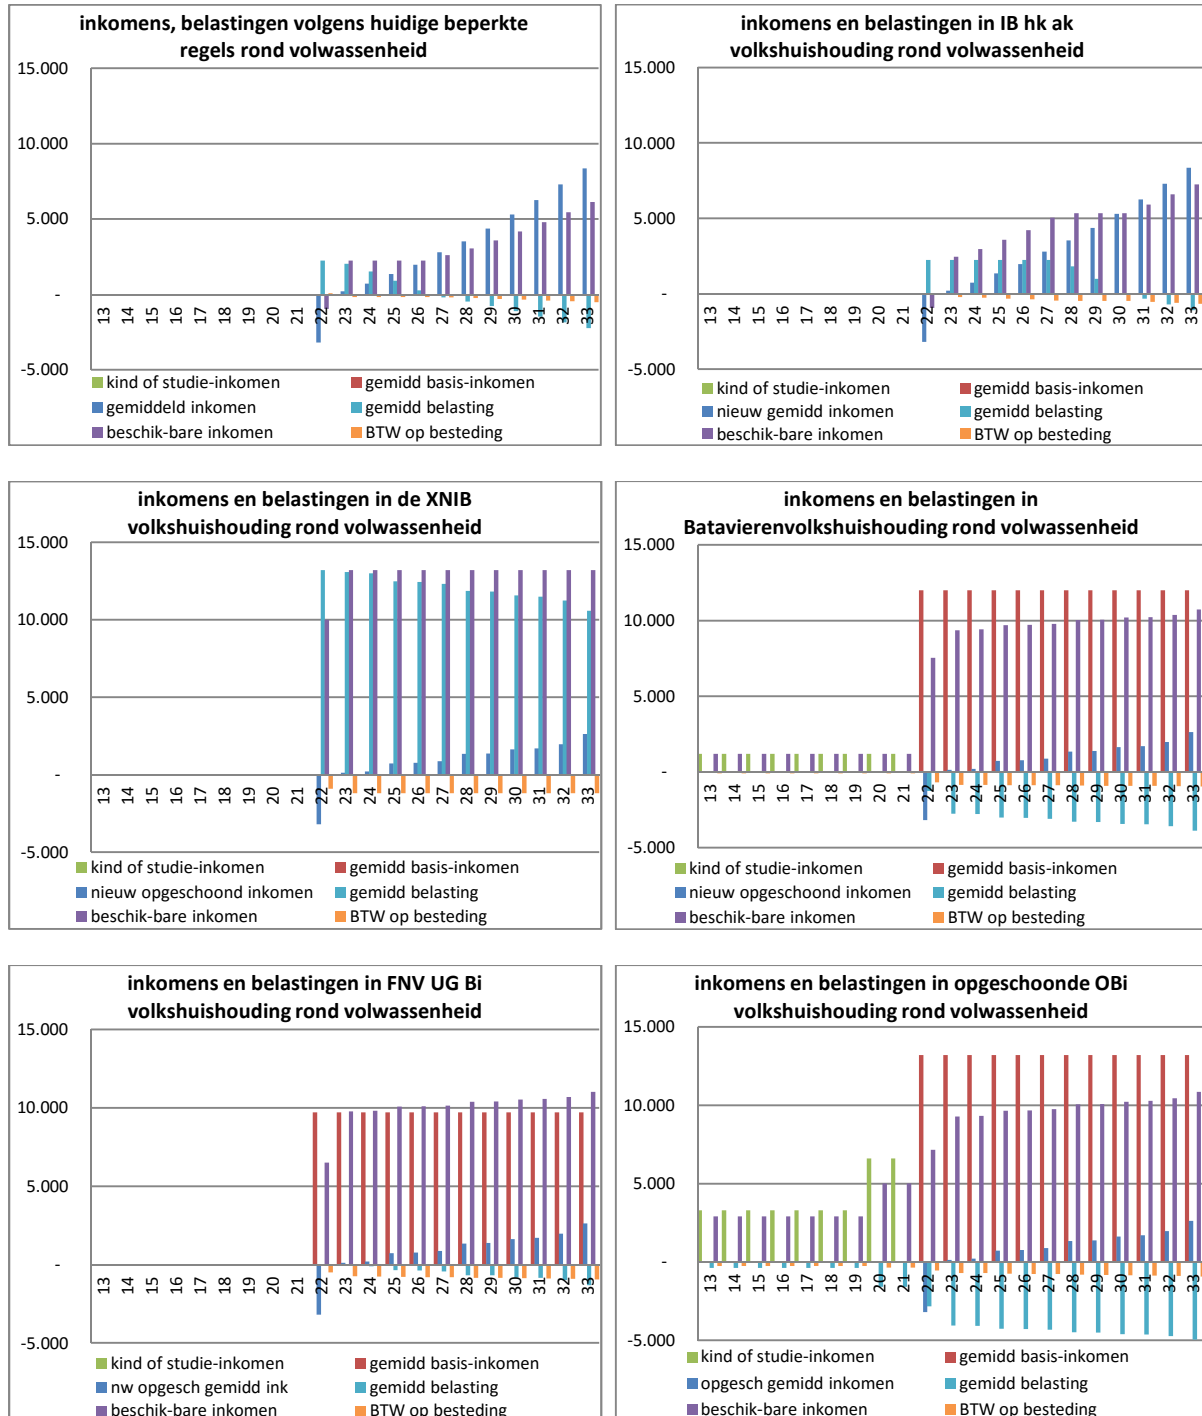 inkomens, belastingen volgens huidige beperkte
regels rond volwassenheid
15.000
10.000
5.000
-
-5.000
13 14 15 16 17 18 19 20 21 22 23 24 25 26 27 28 29 30 31 32 33
kind of studie-inkomen gemidd basis-inkomen
gemiddeld inkomen gemidd belasting
beschik-bare inkomen BTW op besteding
inkomens en belastingen in IB hk ak
volkshuishouding rond volwassenheid
15.000
10.000
5.000
-
-5.000
13 14 15 16 17 18 19 20 21 22 23 24 25 26 27 28 29 30 31 32 33
kind of studie-inkomen gemidd basis-inkomen
nieuw gemidd inkomen gemidd belasting
beschik-bare inkomen BTW op besteding
inkomens en belastingen in de XNIB
volkshuishouding rond volwassenheid
15.000
10.000
5.000
-
-5.000
13 14 15 16 17 18 19 20 21 22 23 24 25 26 27 28 29 30 31 32 33
kind of studie-inkomen gemidd basis-inkomen
nieuw opgeschoond inkomen gemidd belasting
beschik-bare inkomen BTW op besteding
inkomens en belastingen in
Batavierenvolkshuishouding rond volwassenheid
15.000
10.000
5.000
-
-5.000
13 14 15 16 17 18 19 20 21 22 23 24 25 26 27 28 29 30 31 32 33
kind of studie-inkomen gemidd basis-inkomen
nieuw opgeschoond inkomen gemidd belasting
beschik-bare inkomen BTW op besteding
inkomens en belastingen in FNV UG Bi
volkshuishouding rond volwassenheid
15.000
10.000
5.000
-
-5.000
13 14 15 16 17 18 19 20 21 22 23 24 25 26 27 28 29 30 31 32 33
kind of studie-inkomen gemidd basis-inkomen
nw opgesch gemidd ink gemidd belasting
beschik-bare inkomen BTW op besteding
inkomens en belastingen in opgeschoonde OBi
volkshuishouding rond volwassenheid
15.000
10.000
5.000
-
-5.000
13 14 15 16 17 18 19 20 21 22 23 24 25 26 27 28 29 30 31 32 33
kind of studie-inkomen gemidd basis-inkomen
opgesch gemidd inkomen gemidd belasting
beschik-bare inkomen BTW op besteding